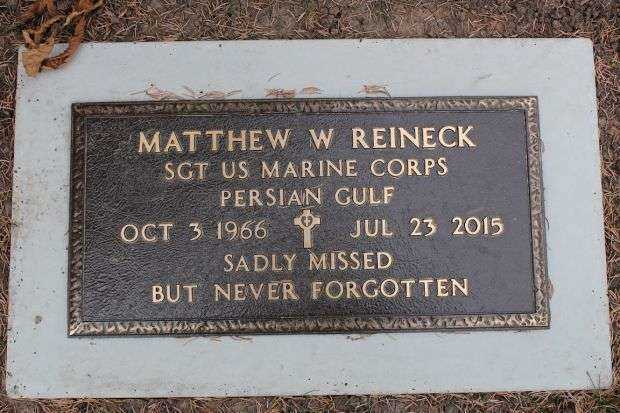 MATTHEW W REINECK
SGT US MARINE CORPS
PERSIAN GULF
OCT 3 1966 JUL 23 2015
SADLY MISSED
BUT NEVER FORGOTTEN